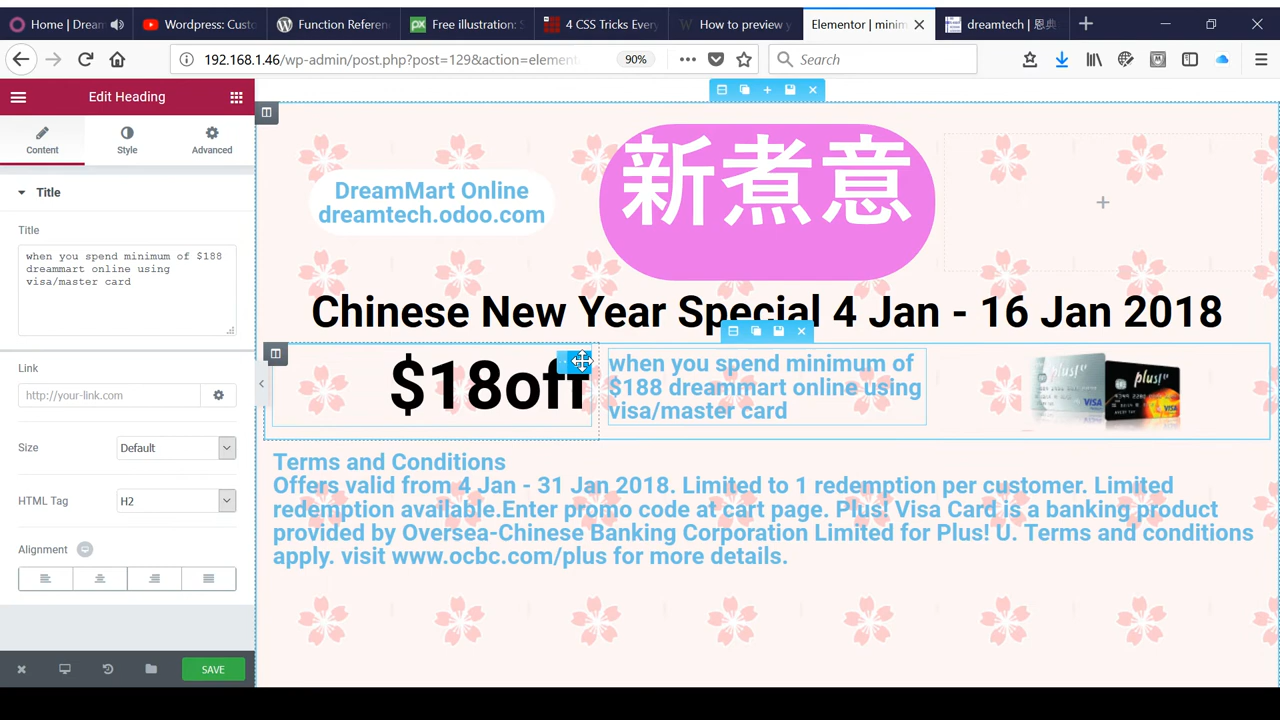 Home | Dream
Wordpress: Custo
Function Referen
Free illustration: S
4 CSS Tricks Every
How to preview y
Elementor | minim
dreamtech | 恩典
192.168.1.46/wp-admin/post.php?post=129&action=element
90%
Search
Edit Heading
Content
Style
Advanced
Title
Title
when you spend minimum of $188
dreammart online using
visa/master card
Link
http://your-link.com
Size
Default
HTML Tag
H2
Alignment
SAVE
DreamMart Online
dreamtech.odoo.com
新煮意
Chinese New Year Special 4 Jan - 16 Jan 2018
$18off
when you spend minimum of
$188 dreammart online using
visa/master card
plus!
VISA
plus!
VISA
Terms and Conditions
Offers valid from 4 Jan - 31 Jan 2018. Limited to 1 redemption per customer. Limited
redemption available.Enter promo code at cart page. Plus! Visa Card is a banking product
provided by Oversea-Chinese Banking Corporation Limited for Plus! U. Terms and conditions
apply. visit www.ocbc.com/plus for more details.